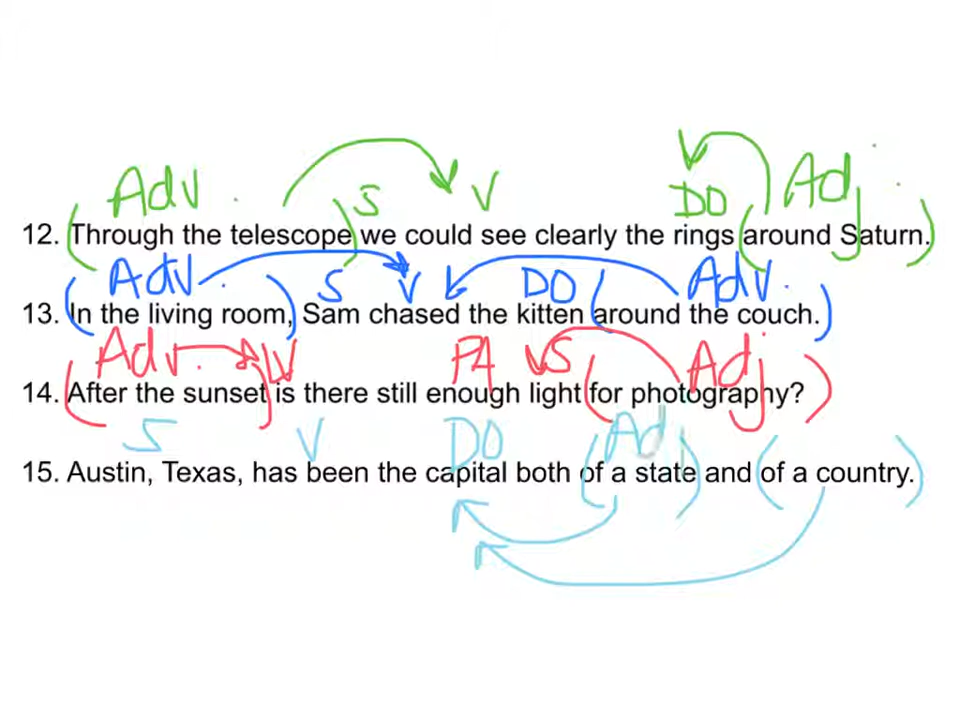 Adv. S V DO Adj.
12. Through the telescope we could see clearly the rings around Saturn.
Adv. S V DO Adv.
13. In the living room, Sam chased the kitten around the couch.
Adv. PA S Adj
14. After the sunset is there still enough light for photography?
S V DO Ad
15. Austin, Texas, has been the capital both of a state and of a country.